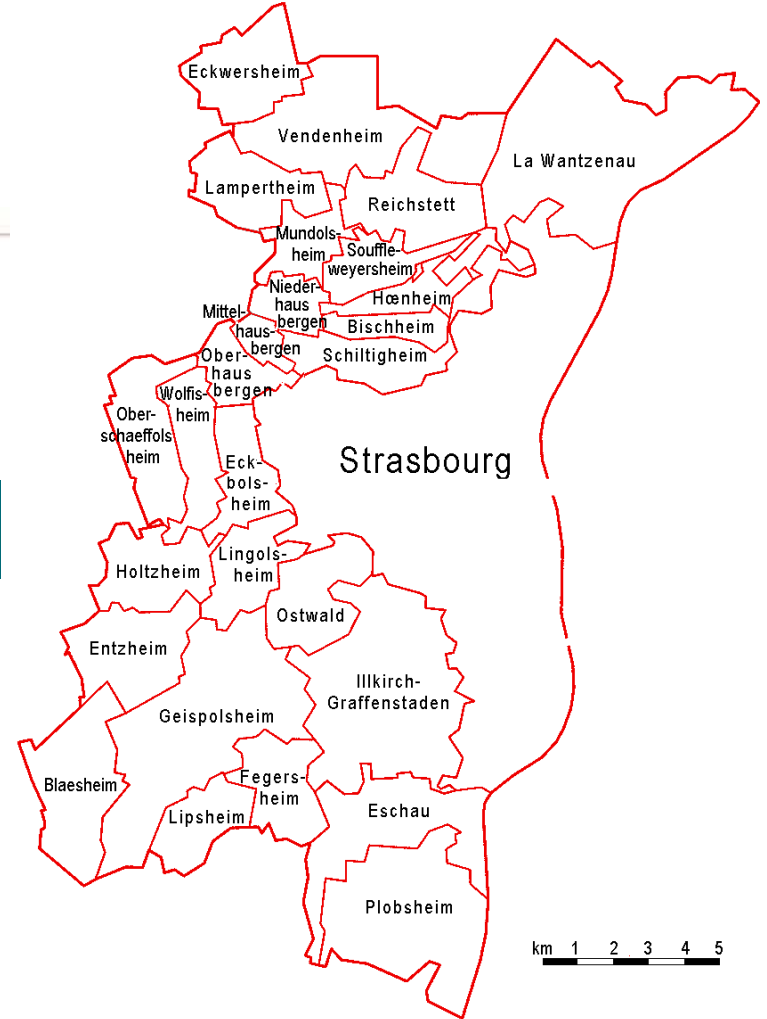 Eckwersheim
Vendenheim
La Wantzenau
Lampertheim
Reichstett
Mundols-
heim
Souffle-
weyersheim
Nieder-
haus
bergen
Hœnheim
Mittel-
haus-
bergen
Bischheim
Schiltigheim
Ober-
haus
bergen
Wolfis-
heim
Ober-
schaeffols
heim
Strasbourg
Eck-
bols-
heim
Lingols-
heim
Holtzheim
Ostwald
Entzheim
Illkirch-
Graffenstaden
Geispolsheim
Blaesheim
Fegers-
heim
Lipsheim
Eschau
Plobsheim
km 1 2 3 4 5